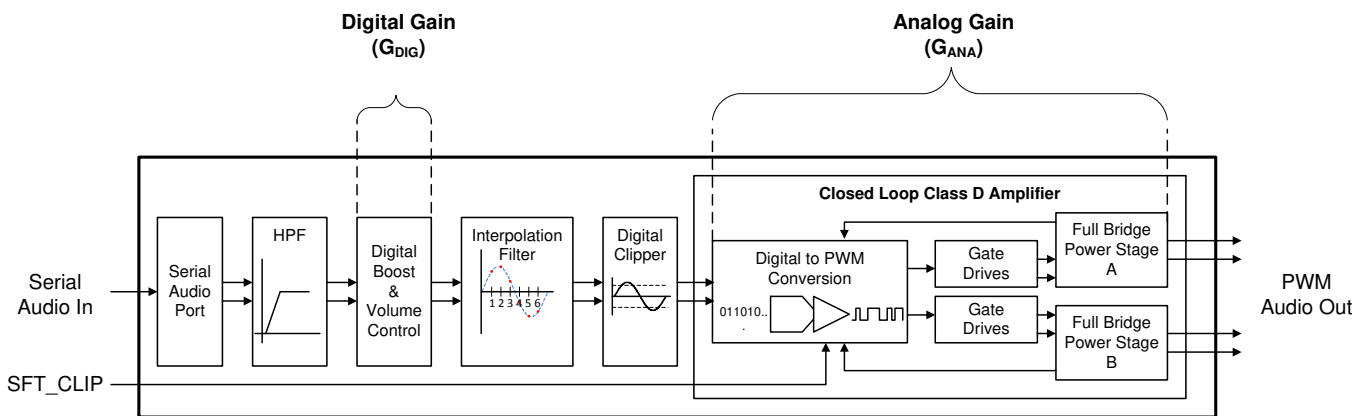 Digital Gain
(GDIG)
Analog Gain
(GANA)
Closed Loop Class D Amplifier
Serial
Audio In
SFT_CLIP
Serial
Audio
Port
HPF
Digital
Boost
&
Volume
Control
Interpolation
Filter
1 2 3 4 5 6
Digital
Clipper
Digital to PWM
Conversion
011010..
.
Gate
Drives
Gate
Drives
Full Bridge
Power Stage
A
Full Bridge
Power Stage
B
PWM
Audio Out